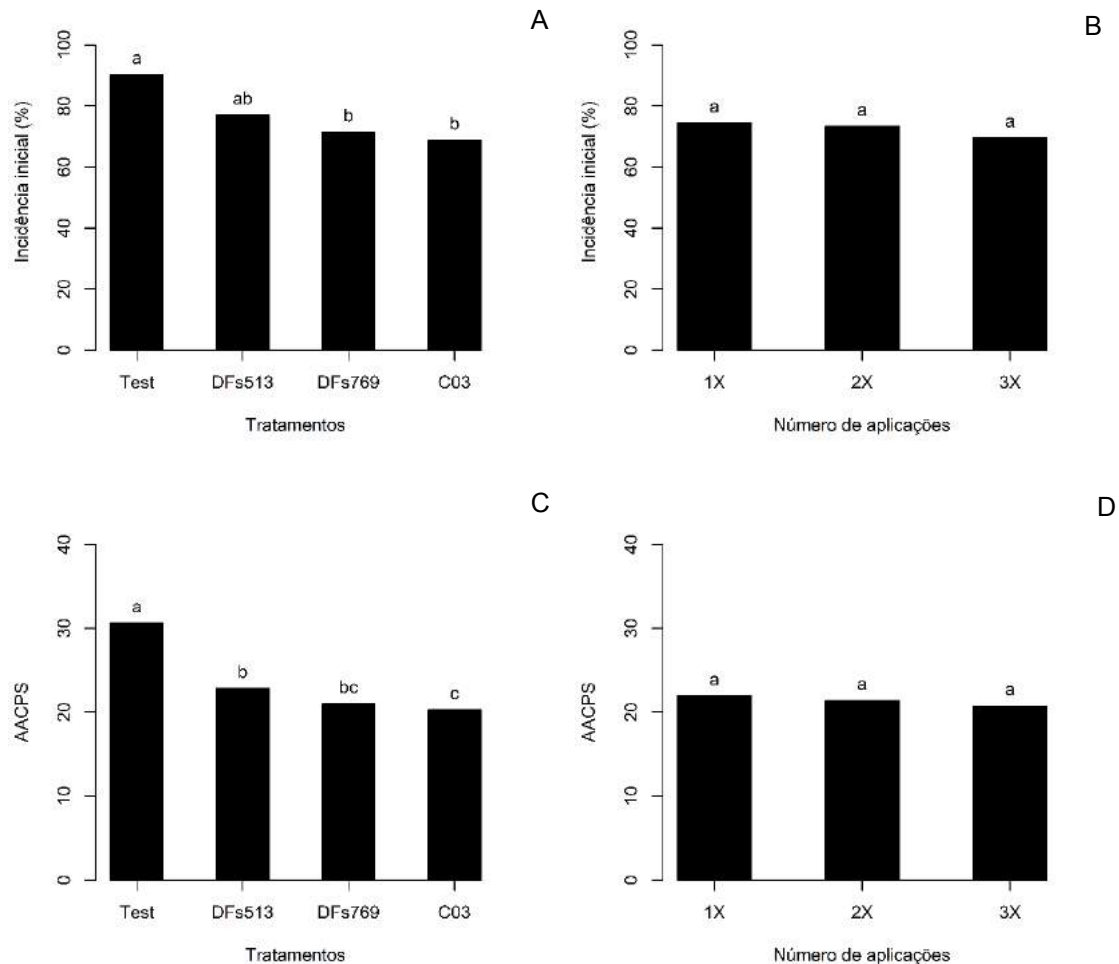 A
Incidência inicial (%)
100
80
60
40
20
0
a
ab
b
b
Test DFs513 DFs769 C03
Tratamentos
B
Incidência inicial (%)
100
80
60
40
20
0
a
a
a
1X 2X 3X
Número de aplicações
C
AACPS
40
30
20
10
0
a
b
bc
c
Test DFs513 DFs769 C03
Tratamentos
D
AACPS
40
30
20
10
0
a
a
a
1X 2X 3X
Número de aplicações